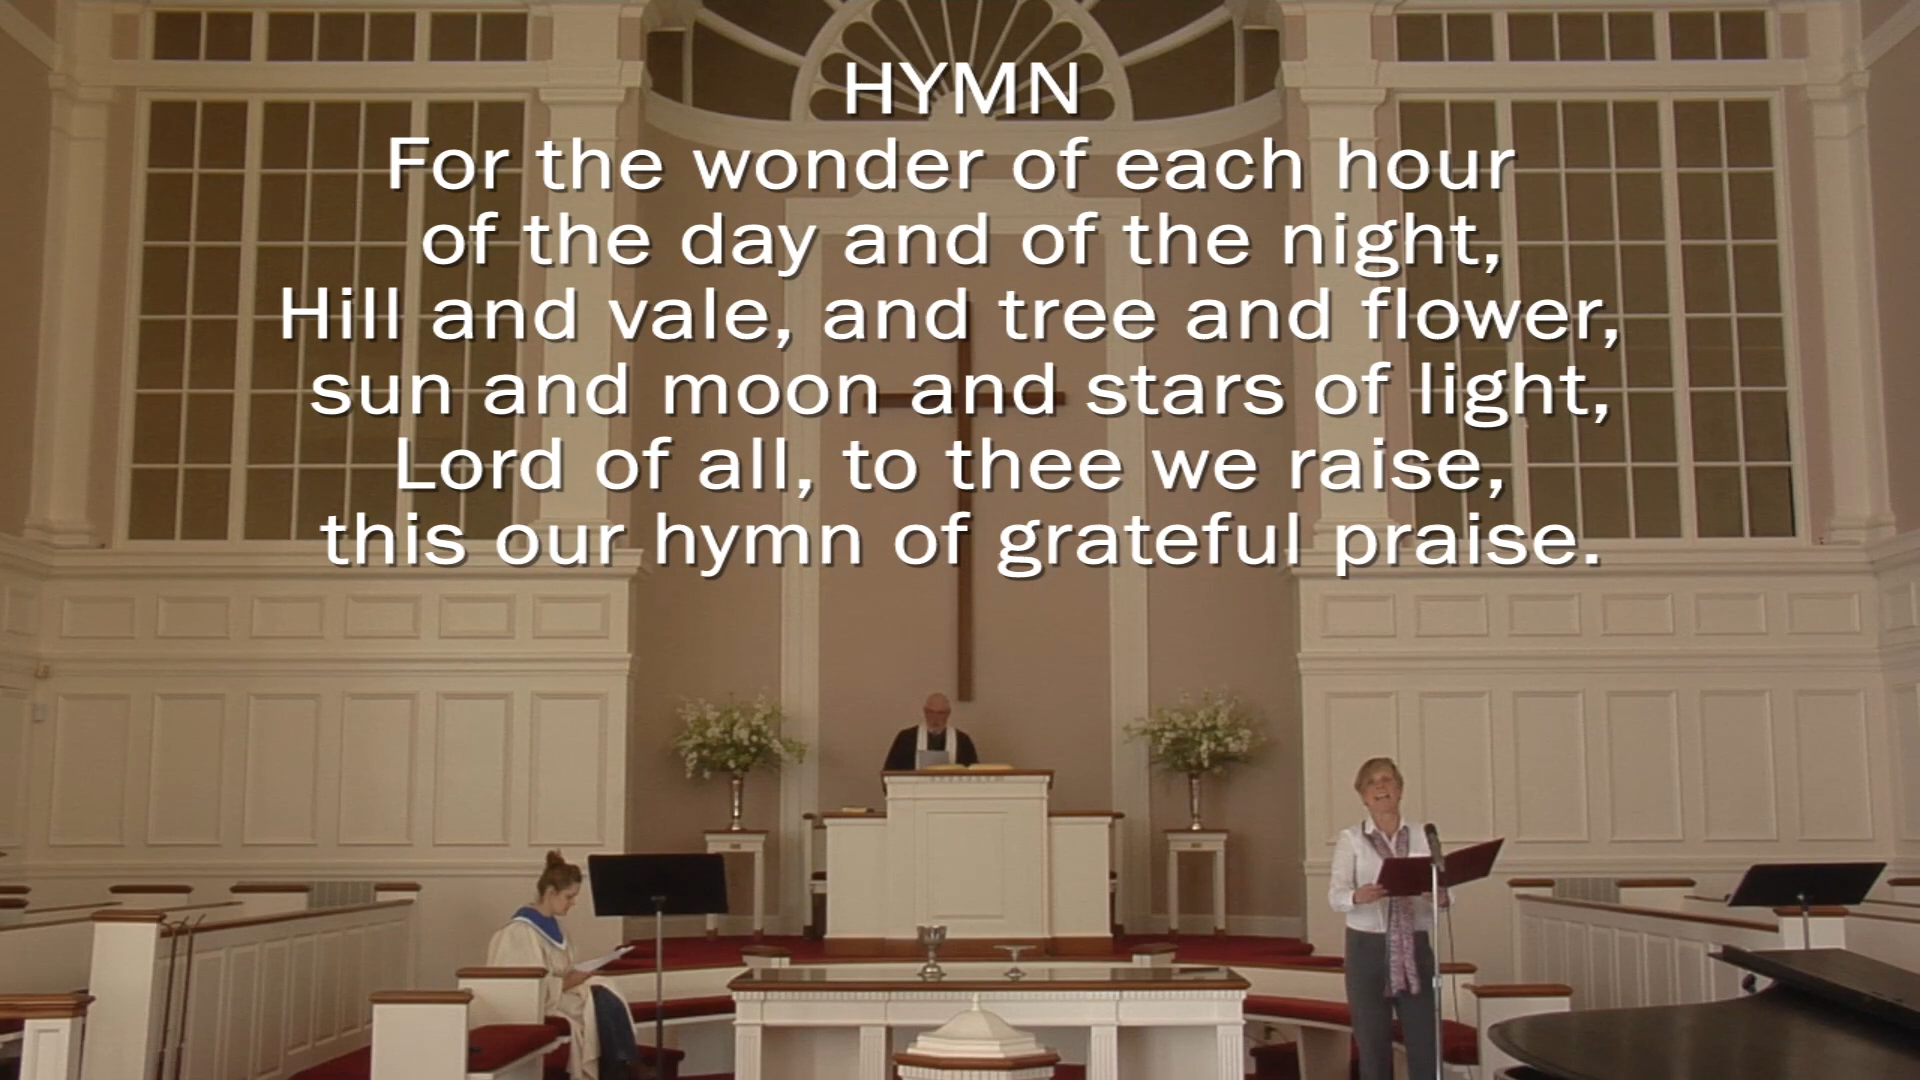 HYMN
For the wonder of each hour
of the day and of the night,
Hill and vale, and tree and flower,
sun and moon and stars of light,
Lord of all, to thee we raise,
this our hymn of grateful praise.